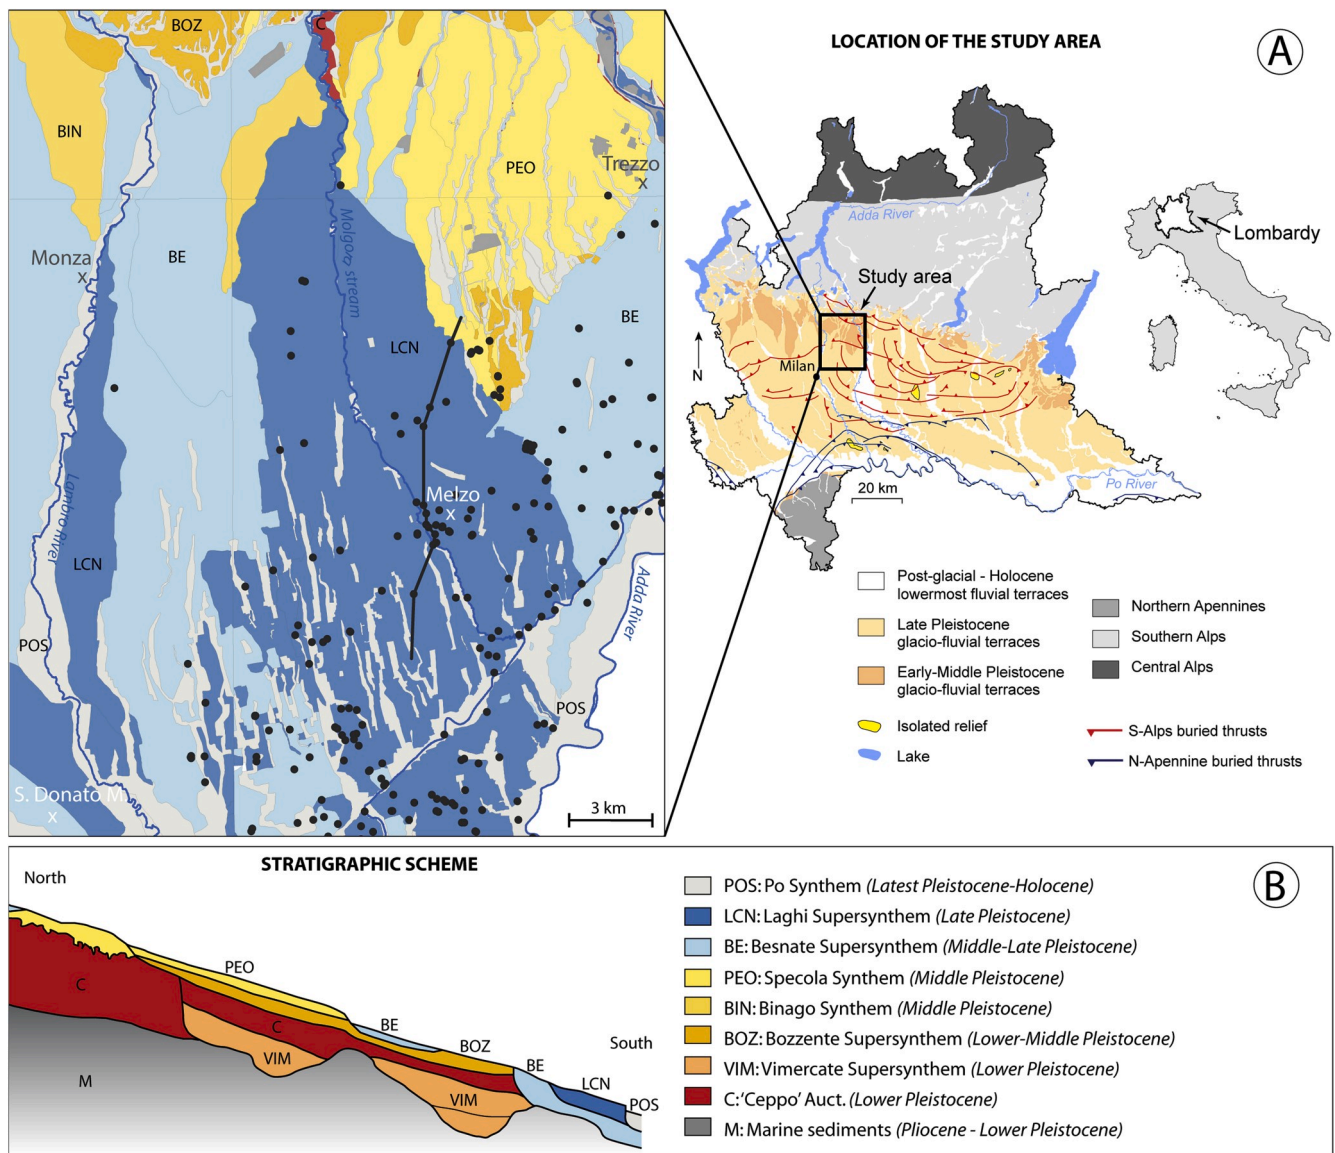 LOCATION OF THE STUDY AREA
A
BOZ
C
BIN
PEO
Trezzo
x
Monza
x
BE
Molgora stream
LCN
BE
Melzo
x
Lambro River
LCN
Adda River
POS
POS
S. Donato M.
x
3 km
Adda River
Study area
Lombardy
N
Milan
20 km
Po River
Post-glacial - Holocene
lowermost fluvial terraces
Late Pleistocene
glacio-fluvial terraces
Early-Middle Pleistocene
glacio-fluvial terraces
Isolated relief
Lake
Northern Apennines
Southern Alps
Central Alps
S-Alps buried thrusts
N-Apennine buried thrusts
STRATIGRAPHIC SCHEME
B
North
PEO
C
C
BE
VIM
BOZ
South
BE
M
LCN
VIM
POS
POS: Po Synthem (Latest Pleistocene-Holocene)
LCN: Laghi Supersynthem (Late Pleistocene)
BE: Besnate Supersynthem (Middle-Late Pleistocene)
PEO: Specola Synthem (Middle Pleistocene)
BIN: Binago Synthem (Middle Pleistocene)
BOZ: Bozzente Supersynthem (Lower-Middle Pleistocene)
VIM: Vimercate Supersynthem (Lower Pleistocene)
C:'Ceppo' Auct. (Lower Pleistocene)
M: Marine sediments (Pliocene - Lower Pleistocene)